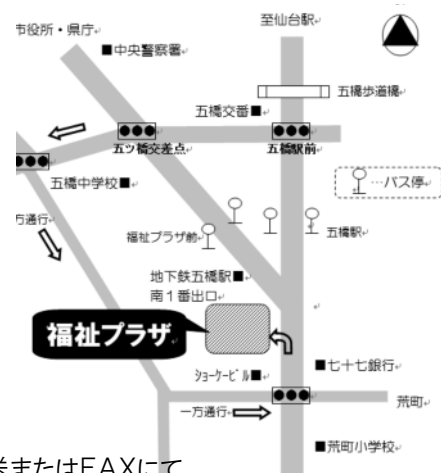 至仙台駅
市役所・県庁
■中央警察署
五橋歩道橋
五橋交番■
五ツ橋交差点
五橋駅前
五橋中学校■
…バス停
方通行
福祉プラザ前
五橋駅
地下鉄五橋駅■
南1番出口
福祉プラザ
■七十七銀行
ショーケービル■
荒町
一方通行
■荒町小学校
送またはFAXにて